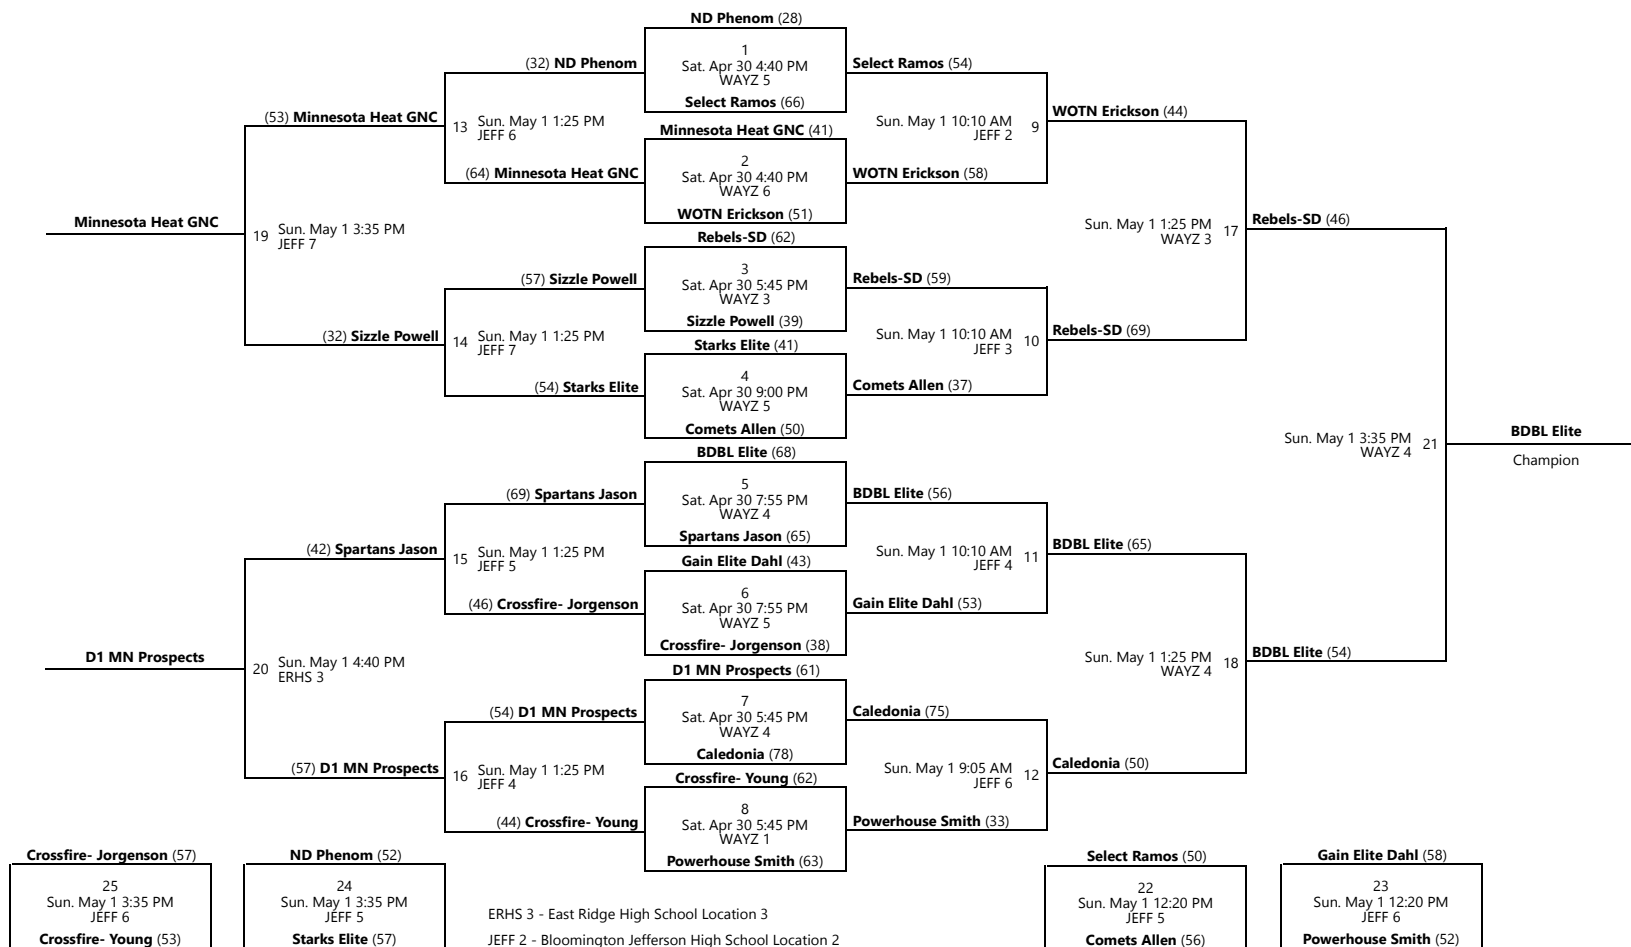 ND Phenom (28)
1
Sat. Apr 30 4:40 PM
WAYZ 5
Select Ramos (66)
Minnesota Heat GNC (41)
2
Sat. Apr 30 4:40 PM
WAYZ 6
WOTN Erickson (51)
Rebels-SD (62)
3
Sat. Apr 30 5:45 PM
WAYZ 3
Sizzle Powell (39)
Starks Elite (41)
4
Sat. Apr 30 9:00 PM
WAYZ 5
Comets Allen (50)
BDBL Elite (68)
5
Sat. Apr 30 7:55 PM
WAYZ 4
Spartans Jason (65)
Gain Elite Dahl (43)
6
Sat. Apr 30 7:55 PM
WAYZ 5
Crossfire- Jorgenson (38)
D1 MN Prospects (61)
7
Sat. Apr 30 5:45 PM
WAYZ 4
Caledonia (78)
Crossfire- Young (62)
8
Sat. Apr 30 5:45 PM
WAYZ 1
Powerhouse Smith (63)
(32) ND Phenom
13 Sun. May 1 1:25 PM
JEFF 6
(64) Minnesota Heat GNC
(57) Sizzle Powell
14 Sun. May 1 1:25 PM
JEFF 7
(54) Starks Elite
(69) Spartans Jason
15 Sun. May 1 1:25 PM
JEFF 5
(46) Crossfire- Jorgenson
(54) D1 MN Prospects
16 Sun. May 1 1:25 PM
JEFF 4
(44) Crossfire- Young
(53) Minnesota Heat GNC
19 Sun. May 1 3:35 PM
JEFF 7
(32) Sizzle Powell
(42) Spartans Jason
20 Sun. May 1 4:40 PM
ERHS 3
(57) D1 MN Prospects
Minnesota Heat GNC
D1 MN Prospects
Select Ramos (54)
Sun. May 1 10:10 AM 9
JEFF 2
WOTN Erickson (58)
Rebels-SD (59)
Sun. May 1 10:10 AM 10
JEFF 3
Comets Allen (37)
BDBL Elite (56)
Sun. May 1 10:10 AM 11
JEFF 4
Gain Elite Dahl (53)
Caledonia (75)
Sun. May 1 9:05 AM 12
JEFF 6
Powerhouse Smith (33)
WOTN Erickson (44)
Sun. May 1 1:25 PM 17
WAYZ 3
Rebels-SD (69)
BDBL Elite (65)
Sun. May 1 1:25 PM 18
WAYZ 4
Caledonia (50)
Rebels-SD (46)
Sun. May 1 3:35 PM 21
WAYZ 4
BDBL Elite (54)
BDBL Elite
Champion
Crossfire- Jorgenson (57)
25
Sun. May 1 3:35 PM
JEFF 6
Crossfire- Young (53)
ND Phenom (52)
24
Sun. May 1 3:35 PM
JEFF 5
Starks Elite (57)
ERHS 3 - East Ridge High School Location 3
JEFF 2 - Bloomington Jefferson High School Location 2
Select Ramos (50)
22
Sun. May 1 12:20 PM
JEFF 5
Comets Allen (56)
Gain Elite Dahl (58)
23
Sun. May 1 12:20 PM
JEFF 6
Powerhouse Smith (52)